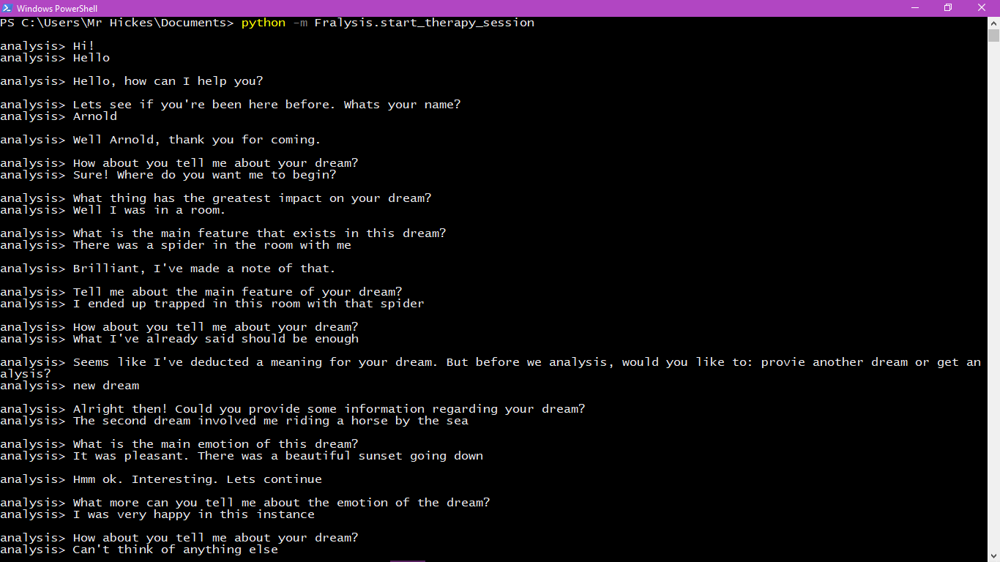 Windows PowerShell
PS C:\Users\Mr Hickes\Documents> python -m Fralysis.start_therapy_session
analysis> Hi!
analysis> Hello
analysis> Hello, how can I help you?
analysis> Lets see if you're been here before. Whats your name?
analysis> Arnold
analysis> Well Arnold, thank you for coming.
analysis> How about you tell me about your dream?
analysis> Sure! Where do you want me to begin?
analysis> What thing has the greatest impact on your dream?
analysis> Well I was in a room.
analysis> What is the main feature that exists in this dream?
analysis> There was a spider in the room with me
analysis> Brilliant, I've made a note of that.
analysis> Tell me about the main feature of your dream?
analysis> I ended up trapped in this room with that spider
analysis> How about you tell me about your dream?
analysis> What I've already said should be enough
analysis> Seems like I've deducted a meaning for your dream. But before we analysis, would you like to: provie another dream or get an
alysis?
analysis> new dream
analysis> Alright then! Could you provide some information regarding your dream?
analysis> The second dream involved me riding a horse by the sea
analysis> What is the main emotion of this dream?
analysis> It was pleasant. There was a beautiful sunset going down
analysis> Hmm ok. Interesting. Lets continue
analysis> What more can you tell me about the emotion of the dream?
analysis> I was very happy in this instance
analysis> How about you tell me about your dream?
analysis> Can't think of anything else